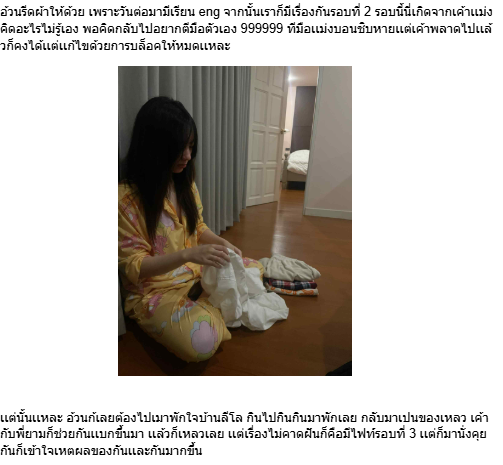 อ้วนรีดผ้าให้ด้วย เพราะวันต่อมามีเรียน eng จากนั้นเราก็มีเรื่องกันรอบที่ 2 รอบนี้นี่เกิดจากเค้าแม่ง
คิดอะไรไม่รู้เอง พอคิดกลับไปอยากตีมือตัวเอง 999999 ทีมือแม่งบอนชิบหายแต่เค้าพลาดไปแล้
วก็คงได้แต่แก้ไขด้วยการบล็อคให้หมดแหละ
แต่นั้นแหละ อ้วนก้เลยต้องไปเมาพักใจบ้านลีโล กินไปกินกินมาพักเลย กลับมาเปนของเหลว เค้า
กับพี่ยามก็ช่วยกันแบกขึ้นมา แล้วก็เหลวเลย แต่เรื่องไม่คาดฝันก็คือมีไฟท์รอบที่ 3 แต่ก็มานั่งคุย
กันก็เข้าใจเหตุผลของกันและกันมากขึ้น